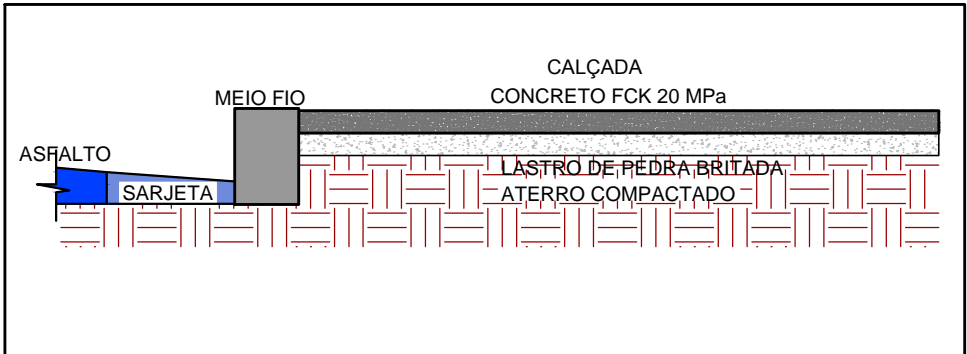 CALÇADA
MEIO FIO
CONCRETO FCK 20 MPa
ASFALTO
LASTRO DE PEDRA BRITADA
SARJETA
ATERRO COMPACTADO